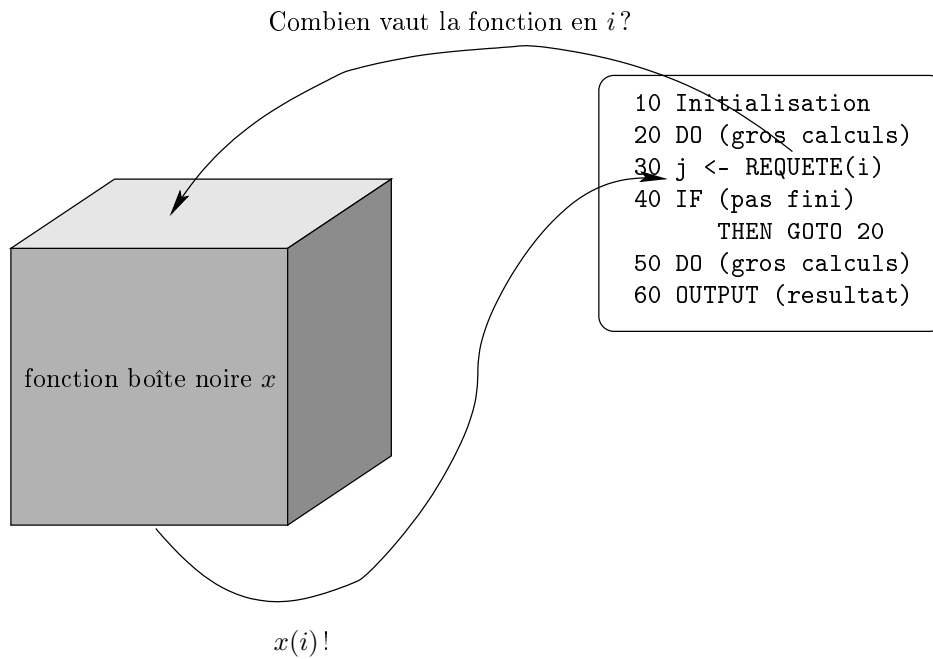 Combien vaut la fonction en i ?
10 Initialisation
20 DO (gros calculs)
30 j <- REQUETE(i)
40 IF (pas fini)
THEN GOTO 20
50 DO (gros calculs)
60 OUTPUT (resultat)
fonction boîte noire x
x(i) !